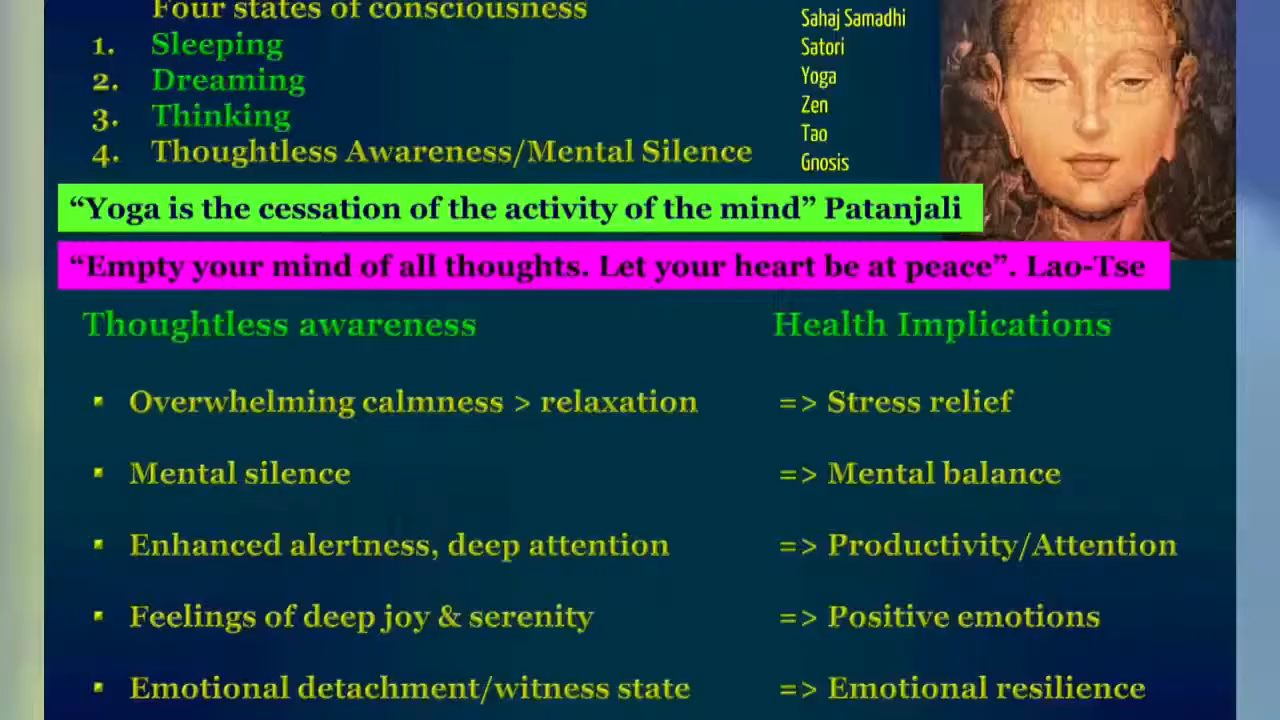 Four states of consciousness
1. Sleeping
2. Dreaming
3. Thinking
4. Thoughtless Awareness/Mental Silence
Sahaj Samadhi
Satori
Yoga
Zen
Tao
Gnosis
“Yoga is the cessation of the activity of the mind” Patanjali
“Empty your mind of all thoughts. Let your heart be at peace”. Lao-Tse
Thoughtless awareness
Health Implications
▪ Overwhelming calmness > relaxation => Stress relief
▪ Mental silence => Mental balance
▪ Enhanced alertness, deep attention => Productivity/Attention
▪ Feelings of deep joy & serenity => Positive emotions
▪ Emotional detachment/witness state => Emotional resilience